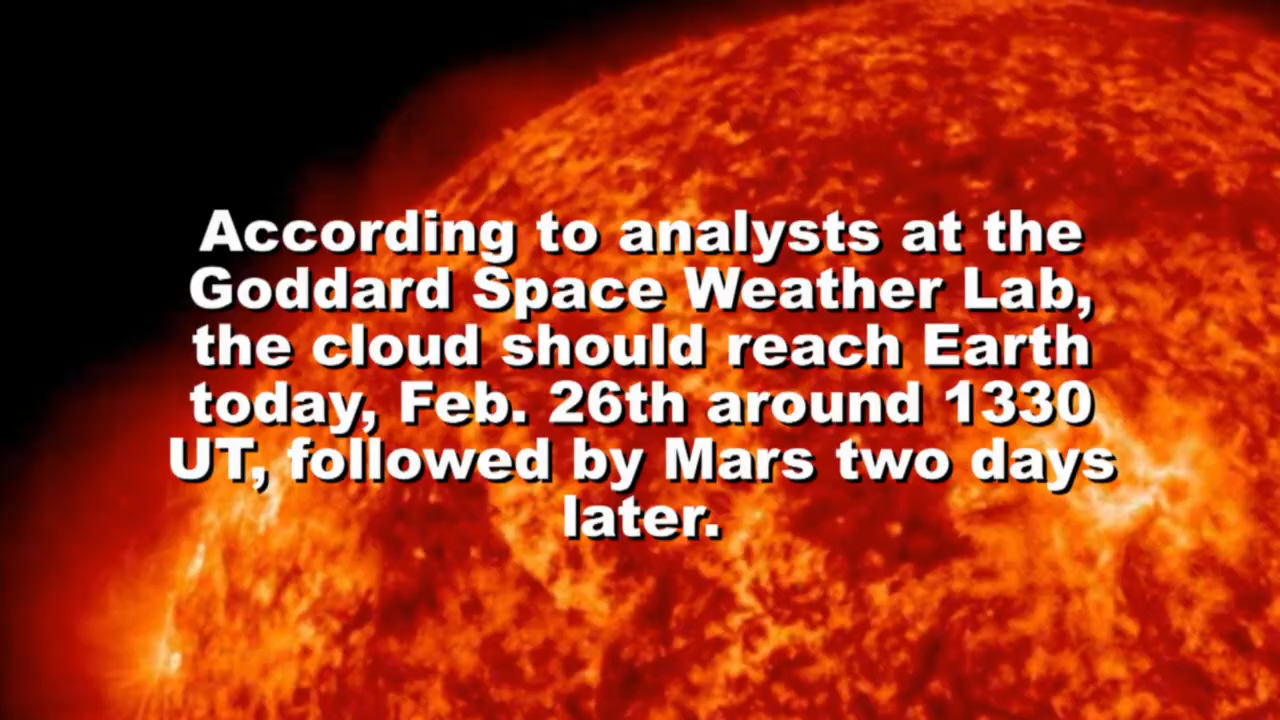 According to analysts at the
Goddard Space Weather Lab,
the cloud should reach Earth
today, Feb. 26th around 1330
UT, followed by Mars two days
later.